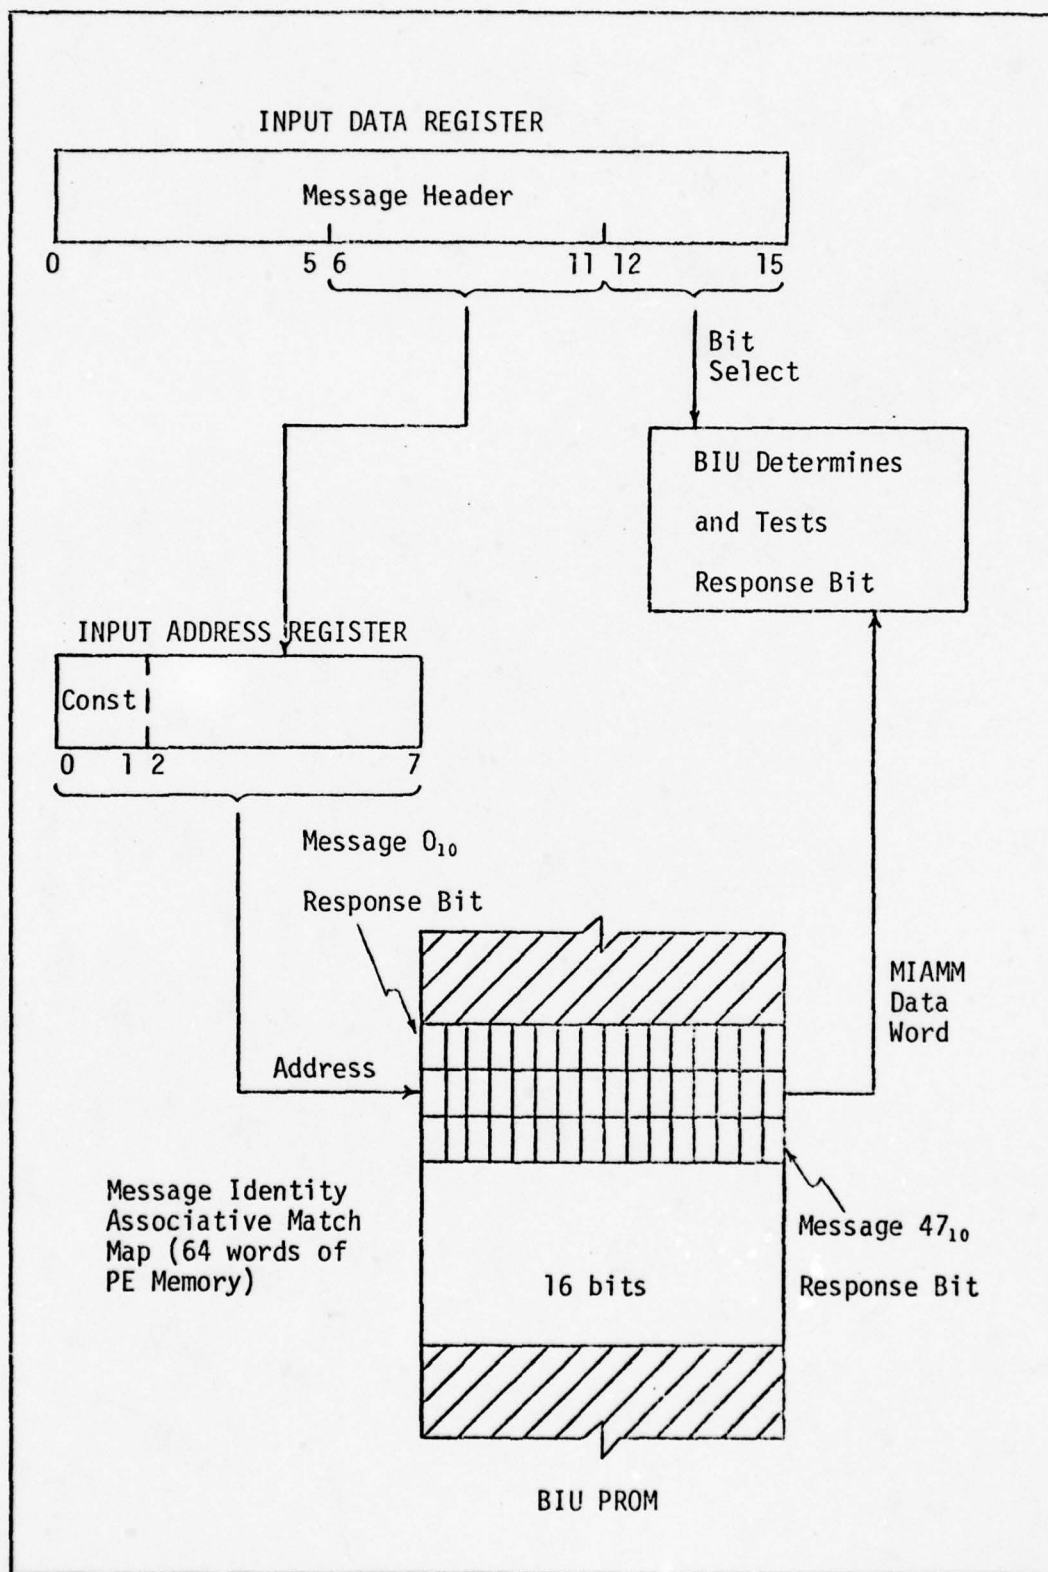 INPUT DATA REGISTER
Message Header
0 5 6 11 12 15
Bit
Select
BIU Determines
and Tests
Response Bit
INPUT ADDRESS REGISTER
Const
0 1 2 7
Message 0₁₀
Response Bit
Address
MIAMM
Data
Word
Message Identity
Associative Match
Map (64 words of
PE Memory)
Message 47₁₀
Response Bit
16 bits
BIU PROM